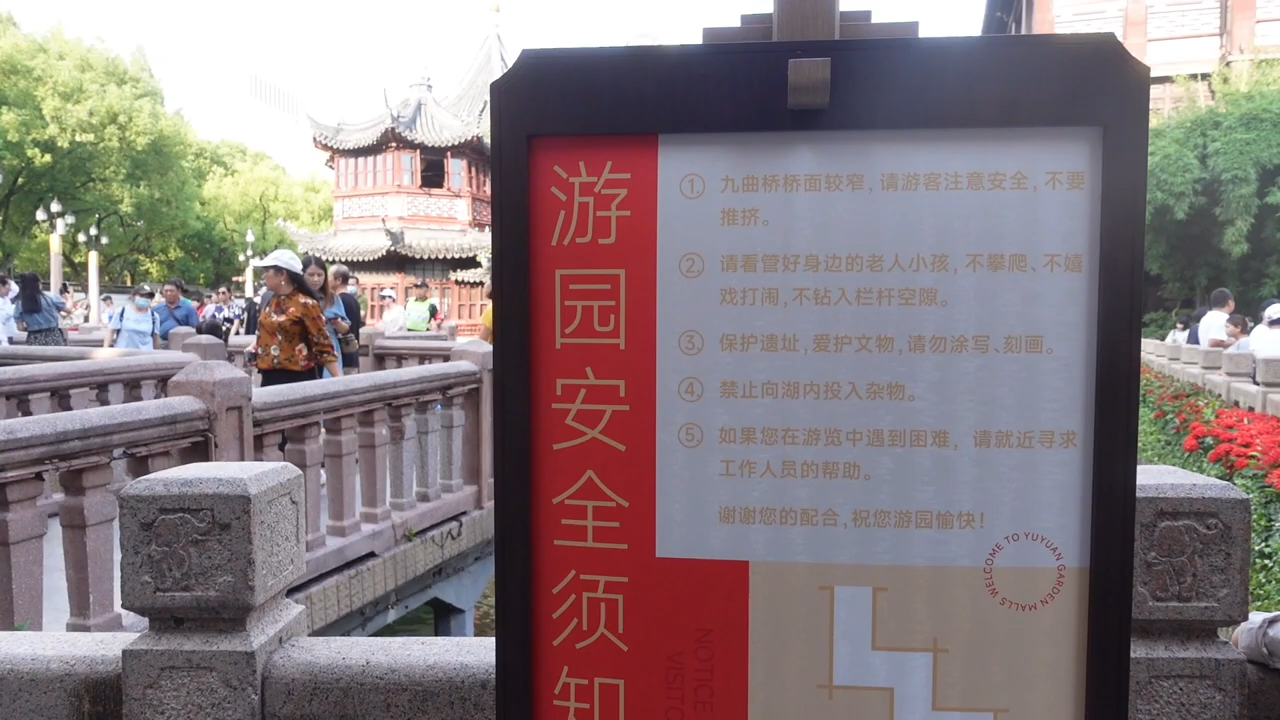 游园安全须知
① 九曲桥桥面较窄，请游客注意安全，不要
推挤。
② 请看管好身边的老人小孩，不攀爬、不嬉
戏打闹，不钻入栏杆空隙。
③ 保护遗址，爱护文物，请勿涂写、刻画。
④ 禁止向湖内投入杂物。
⑤ 如果您在游览中遇到困难，请就近寻求
工作人员的帮助。
谢谢您的配合，祝您游园愉快！
WELCOME TO YUYUAN GARDEN MALLS
NOTICE
VISITO